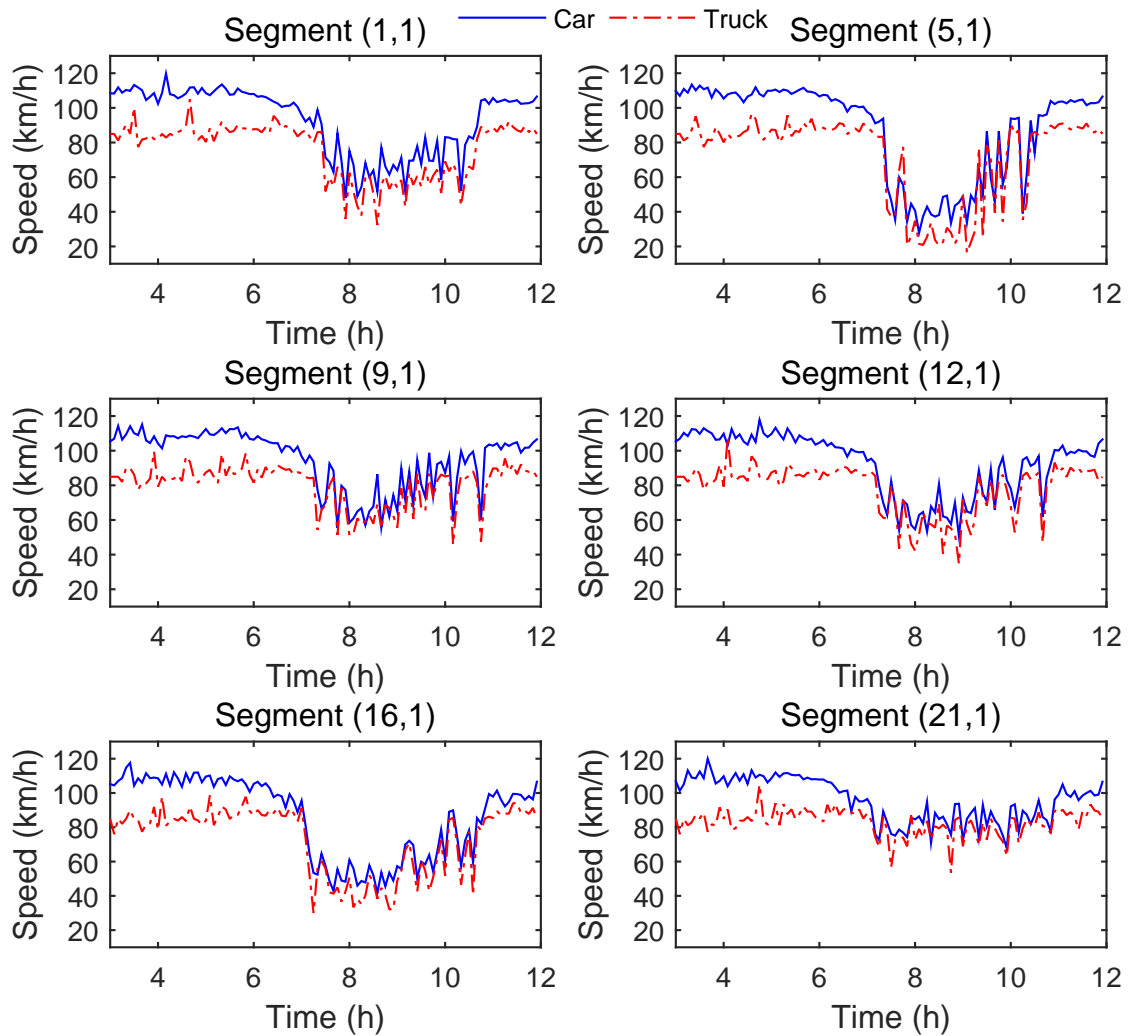 Car Truck
Segment (1,1)
Speed (km/h)
120
100
80
60
40
20
4 6 8 10 12
Time (h)
Segment (5,1)
Speed (km/h)
120
100
80
60
40
20
4 6 8 10 12
Time (h)
Segment (9,1)
Speed (km/h)
120
100
80
60
40
20
4 6 8 10 12
Time (h)
Segment (12,1)
Speed (km/h)
120
100
80
60
40
20
4 6 8 10 12
Time (h)
Segment (16,1)
Speed (km/h)
120
100
80
60
40
20
4 6 8 10 12
Time (h)
Segment (21,1)
Speed (km/h)
120
100
80
60
40
20
4 6 8 10 12
Time (h)